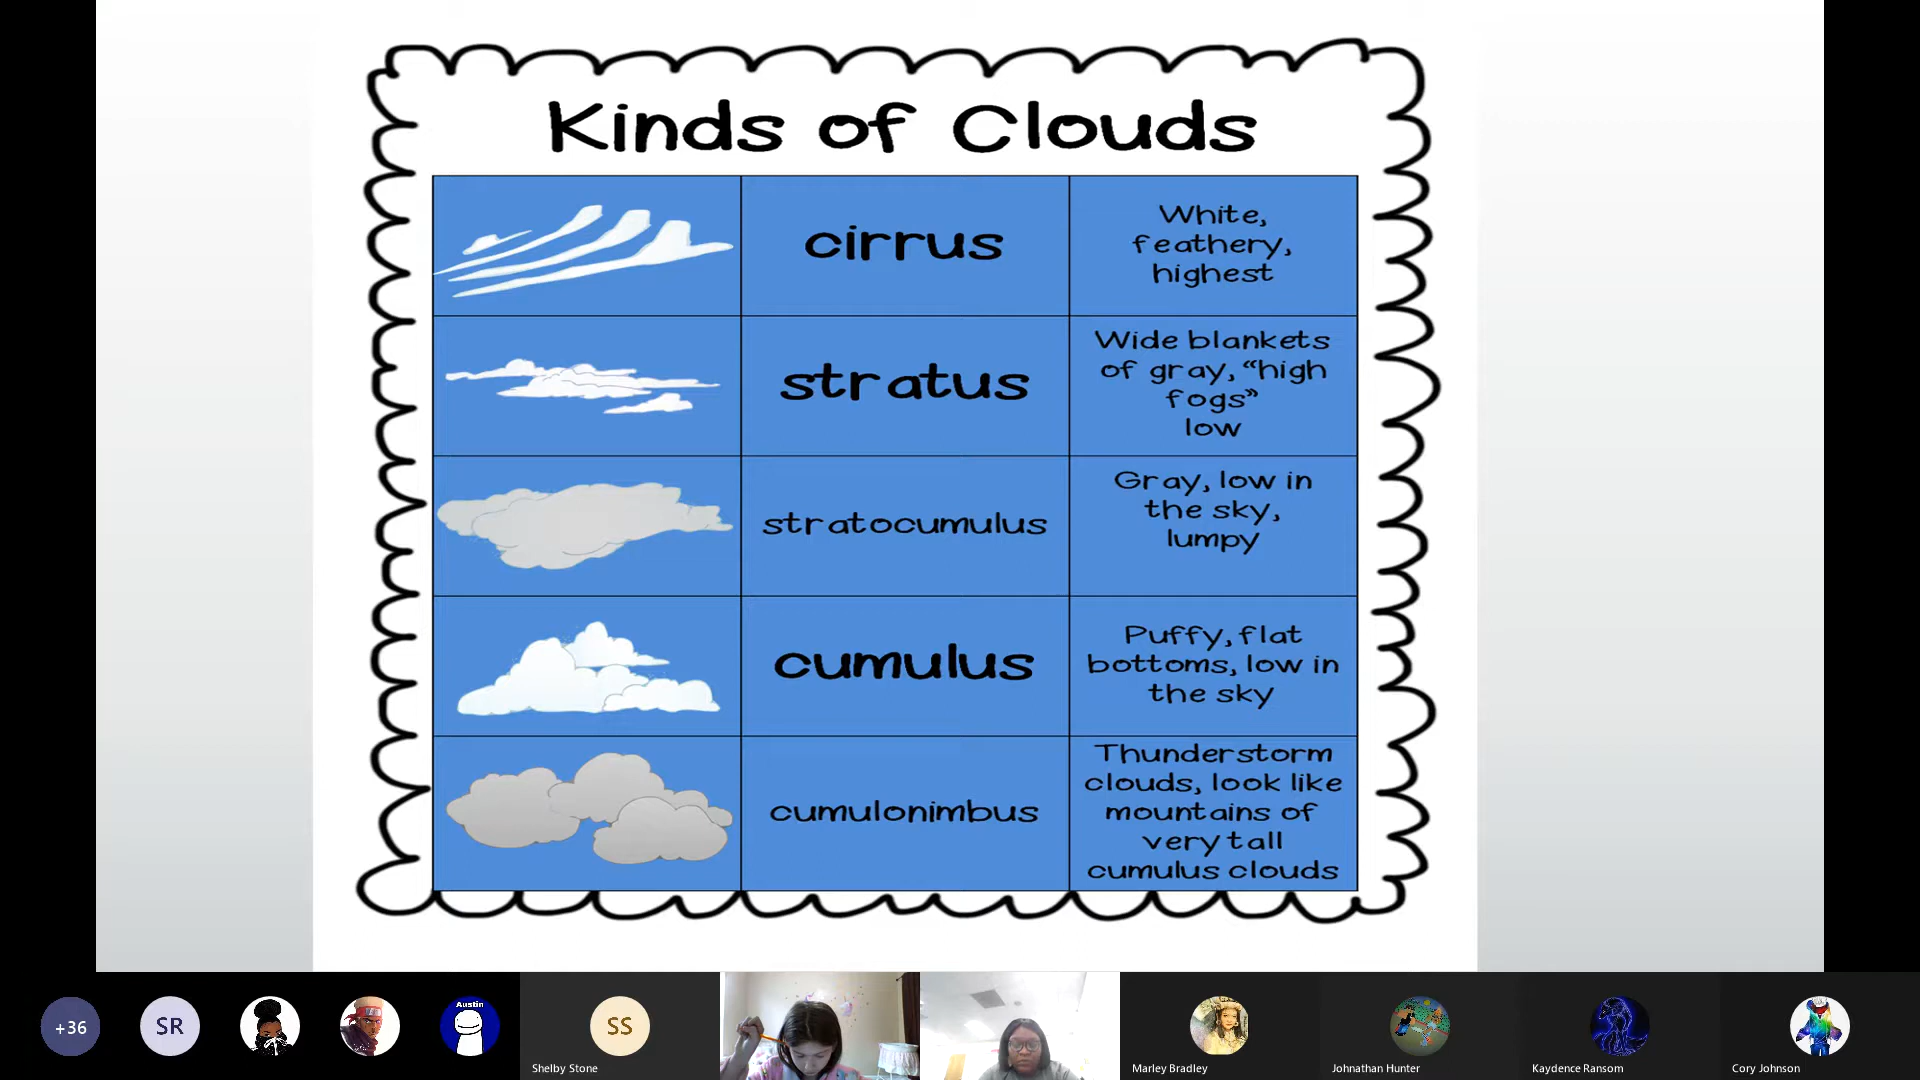 Kinds of Clouds
cirrus
White,
feathery,
highest
stratus
Wide blankets
of gray, “high
fogs”
low
stratocumulus
Gray, low in
the sky,
lumpy
cumulus
Puffy, flat
bottoms, low in
the sky
cumulonimbus
Thunderstorm
clouds, look like
mountains of
very tall
cumulus clouds
+36
SR
Austin
SS
Shelby Stone
Marley Bradley
Johnathan Hunter
Kaydence Ransom
Cory Johnson